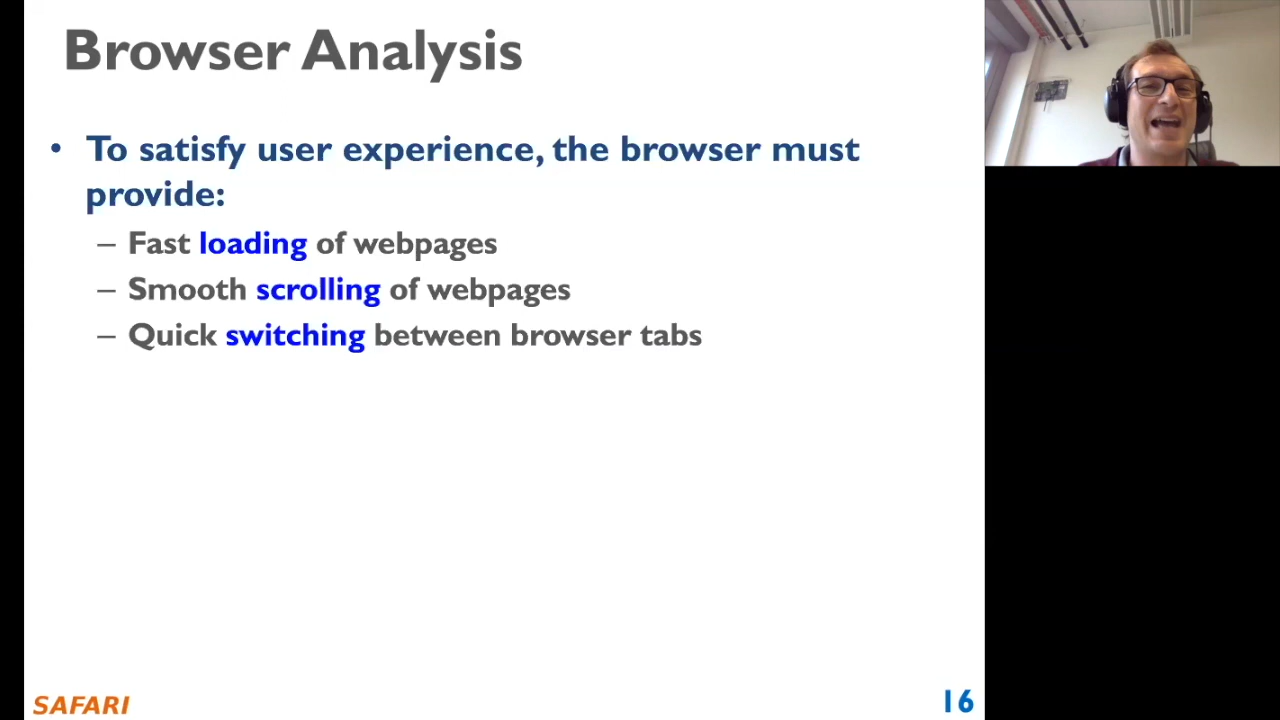 Browser Analysis
• To satisfy user experience, the browser must
provide:
– Fast loading of webpages
– Smooth scrolling of webpages
– Quick switching between browser tabs
SAFARI
16